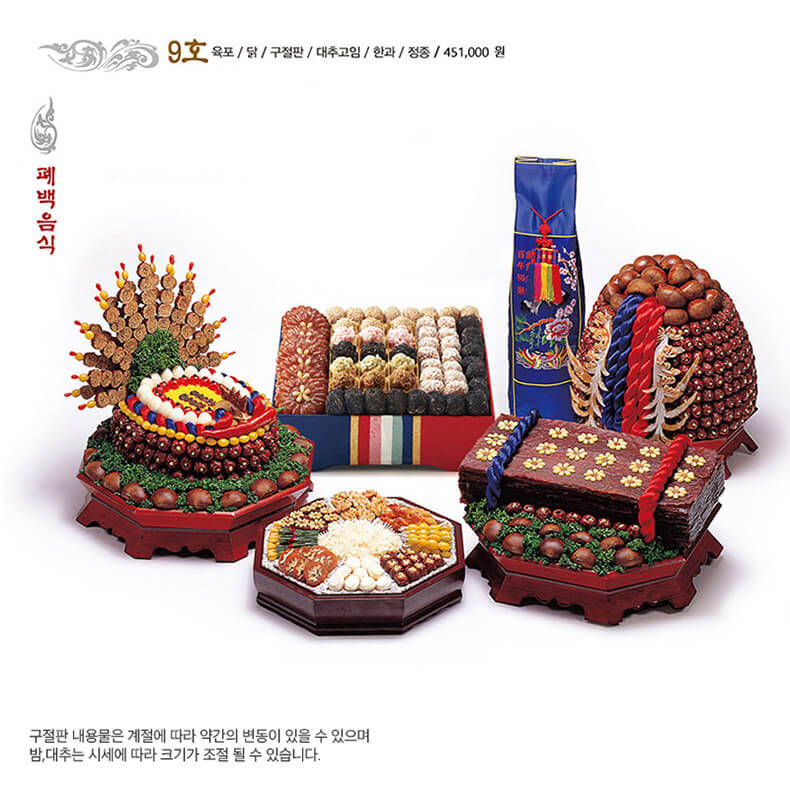 9호 육포 / 닭 / 구절판 / 대추고임 / 한과 / 정종 / 451,000 원
폐백음식
구절판 내용물은 계절에 따라 약간의 변동이 있을 수 있으며
밤,대추는 시세에 따라 크기가 조절 될 수 있습니다.